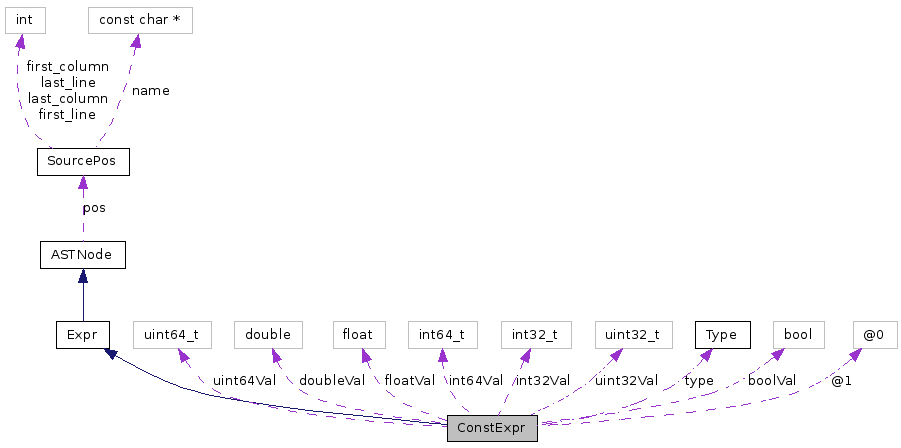 int
const char *
first_column
last_line
last_column
first_line
name
SourcePos
pos
ASTNode
Expr
uint64_t
double
float
int64_t
int32_t
uint32_t
Type
bool
@0
uint64Val
doubleVal
floatVal
int64Val
int32Val
uint32Val
type
boolVal
@1
ConstExpr